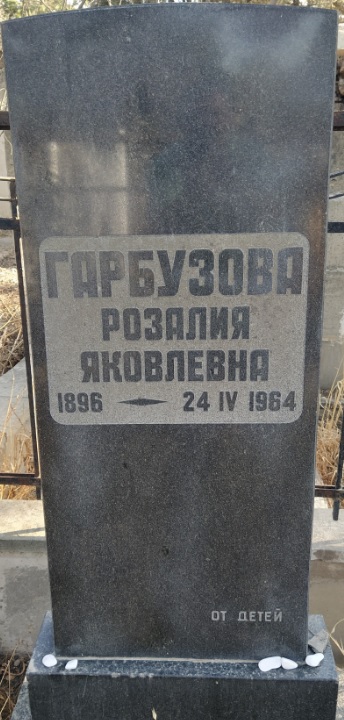 ГАРБУЗОВА
РОЗАЛИЯ
ЯКОВЛЕВНА
1896 — 24 IV 1964
ОТ ДЕТЕЙ